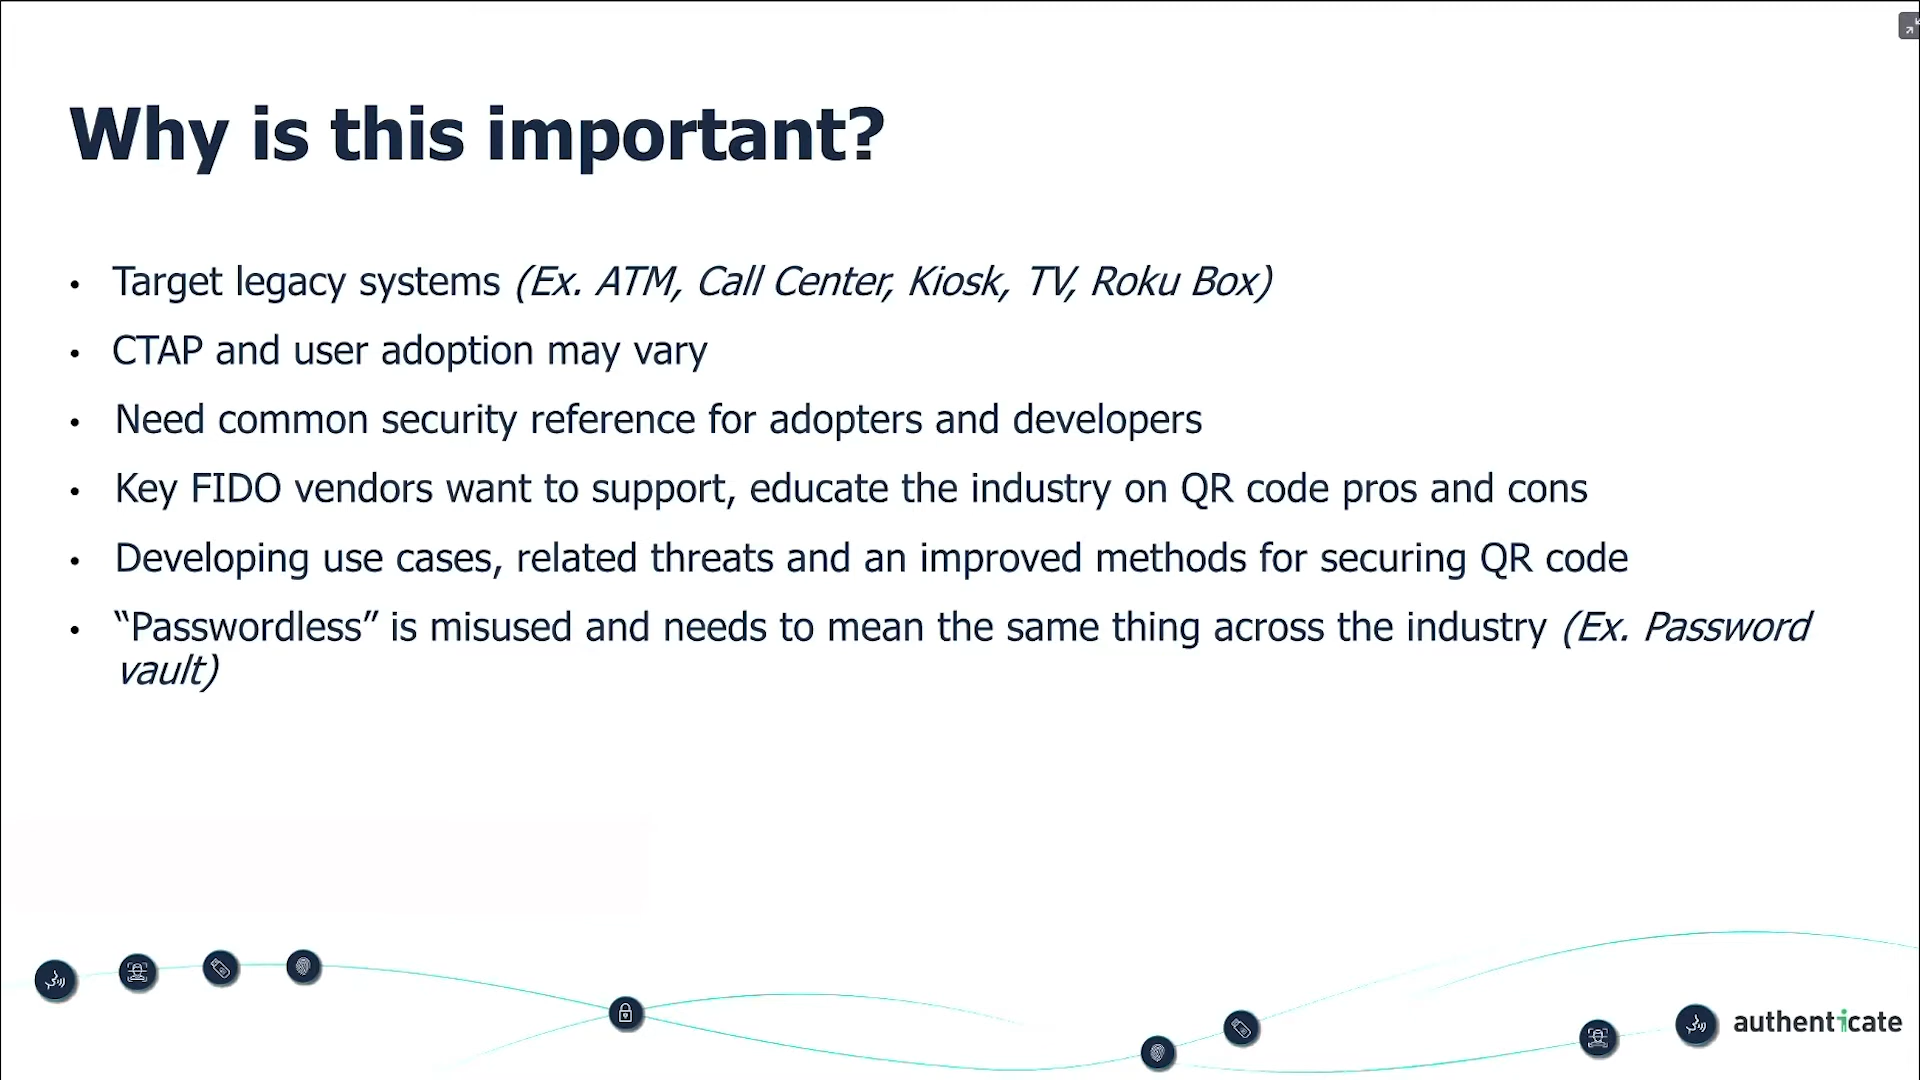 Why is this important?
• Target legacy systems (Ex. ATM, Call Center, Kiosk, TV, Roku Box)
• CTAP and user adoption may vary
• Need common security reference for adopters and developers
• Key FIDO vendors want to support, educate the industry on QR code pros and cons
• Developing use cases, related threats and an improved methods for securing QR code
• “Passwordless” is misused and needs to mean the same thing across the industry (Ex. Password
vault)
authenticate